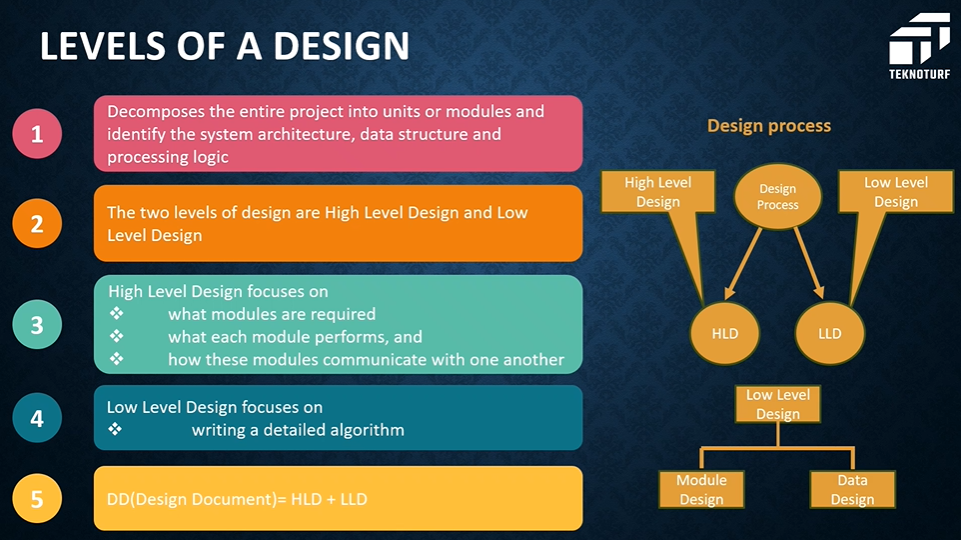 LEVELS OF A DESIGN
TEKNOTURF
1
Decomposes the entire project into units or modules and
identify the system architecture, data structure and
processing logic
2
The two levels of design are High Level Design and Low
Level Design
3
High Level Design focuses on
❖ what modules are required
❖ what each module performs, and
❖ how these modules communicate with one another
4
Low Level Design focuses on
❖ writing a detailed algorithm
5
DD(Design Document)= HLD + LLD
Design process
High Level
Design
Design
Process
Low Level
Design
HLD
LLD
Low Level
Design
Module
Design
Data
Design